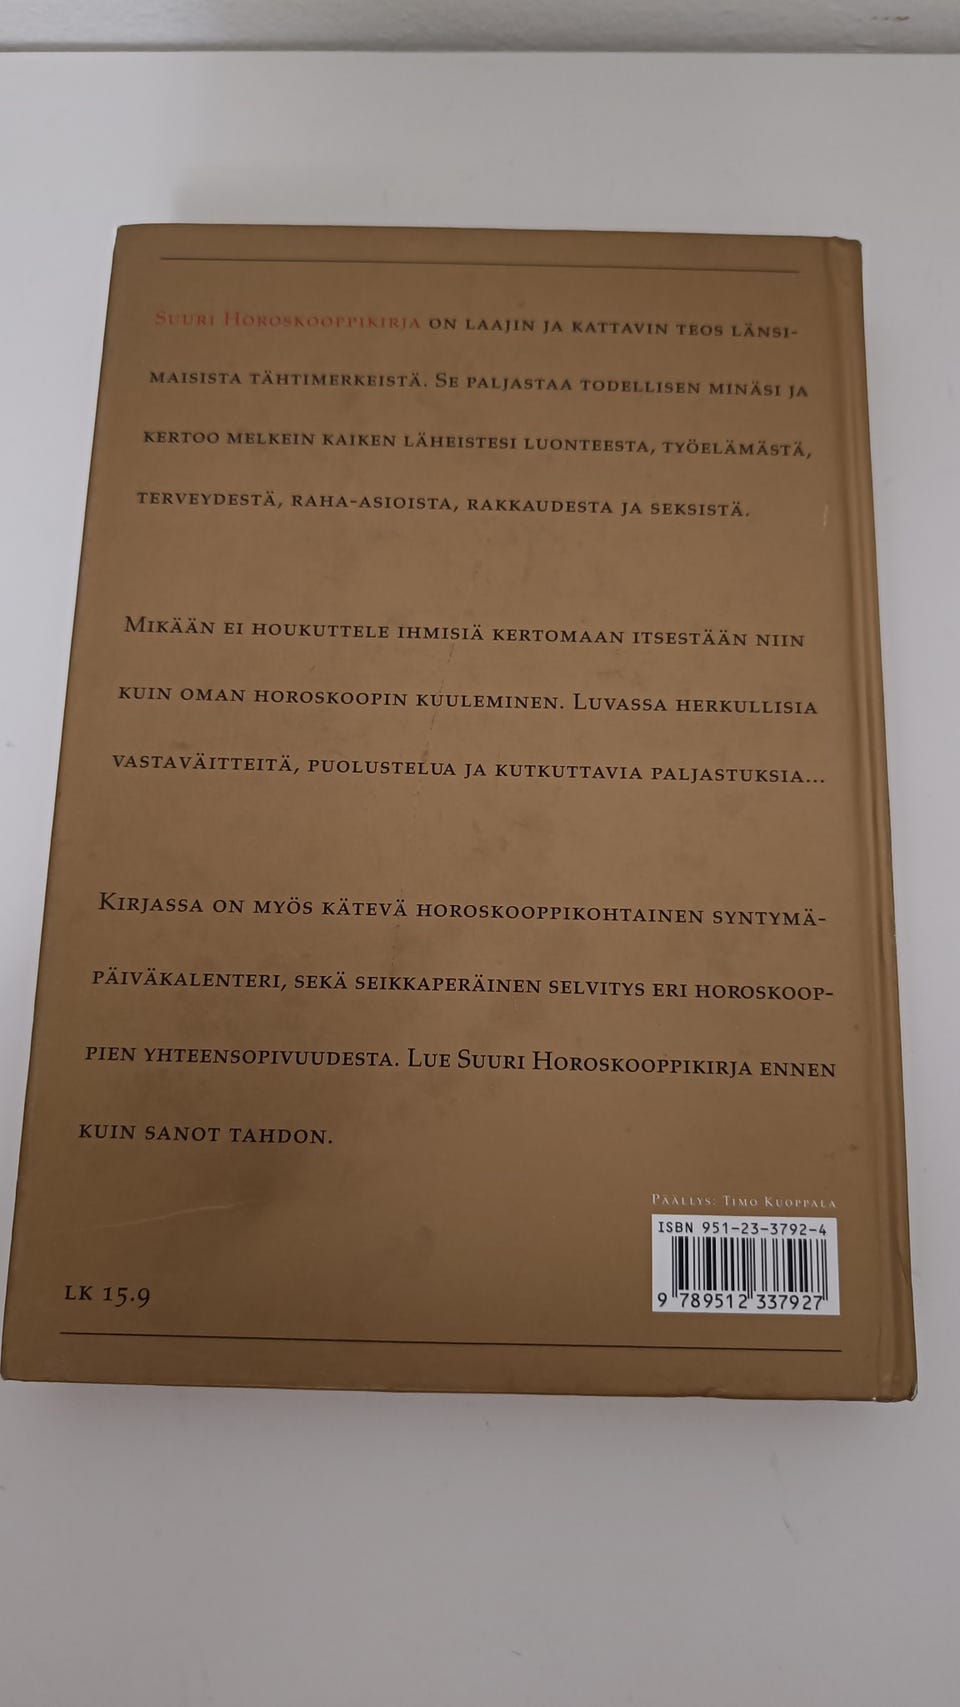 Suuri Horoskooppikirja on laajin ja kattavin teos länsi-
maisista tähtimerkeistä. Se paljastaa todellisen minäsi ja
kertoo melkein kaiken läheistesi luonteesta, työelämästä,
terveydestä, raha-asioista, rakkaudesta ja seksistä.
Mikään ei houkuttele ihmisiä kertomaan itsestään niin
kuin oman horoskoopin kuuleminen. Luvassa herkullisia
vastaväitteitä, puolustelua ja kutkuttavia paljastuksia...
Kirjassa on myös kätevä horoskooppikohtainen syntymä-
päiväkalenteri, sekä seikkaperäinen selvitys eri horoskoop-
pien yhteensopivuudesta. Lue Suuri Horoskooppikirja ennen
kuin sanot tahdon.
Päällys: Timo Kuoppala
ISBN 951-23-3792-4
9 789512 337927
LK 15.9